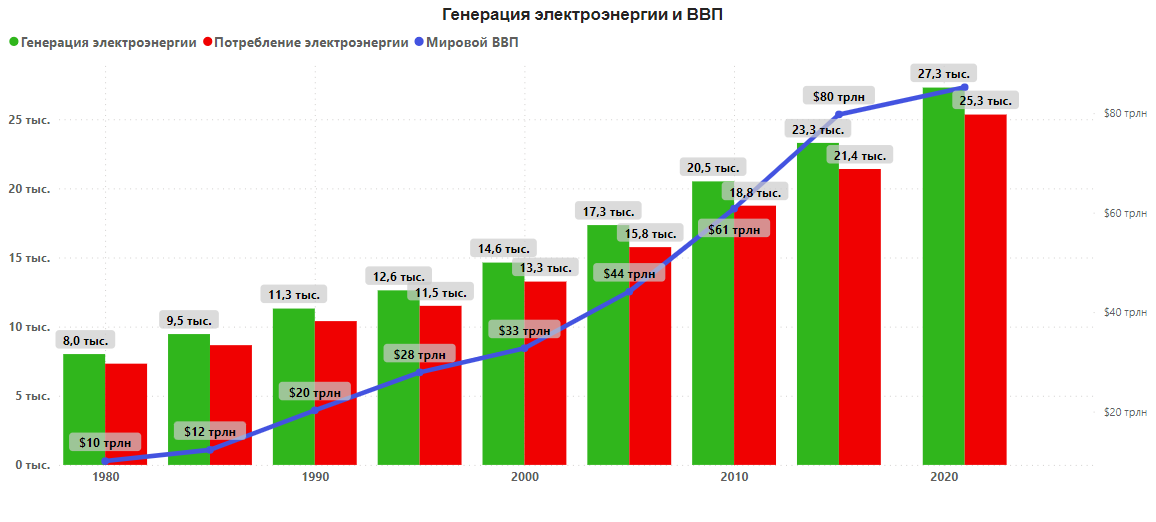 Генерация электроэнергии и ВВП
Генерация электроэнергии Потребление электроэнергии Мировой ВВП
25 тыс.
20 тыс.
15 тыс.
10 тыс.
5 тыс.
0 тыс.
8,0 тыс.
9,5 тыс.
11,3 тыс.
12,6 тыс.
11,5 тыс.
14,6 тыс.
13,3 тыс.
17,3 тыс.
15,8 тыс.
20,5 тыс.
18,8 тыс.
23,3 тыс.
21,4 тыс.
27,3 тыс.
25,3 тыс.
$10 трлн
$12 трлн
$20 трлн
$28 трлн
$33 трлн
$44 трлн
$61 трлн
$80 трлн
$80 трлн
$60 трлн
$40 трлн
$20 трлн
1980 1990 2000 2010 2020